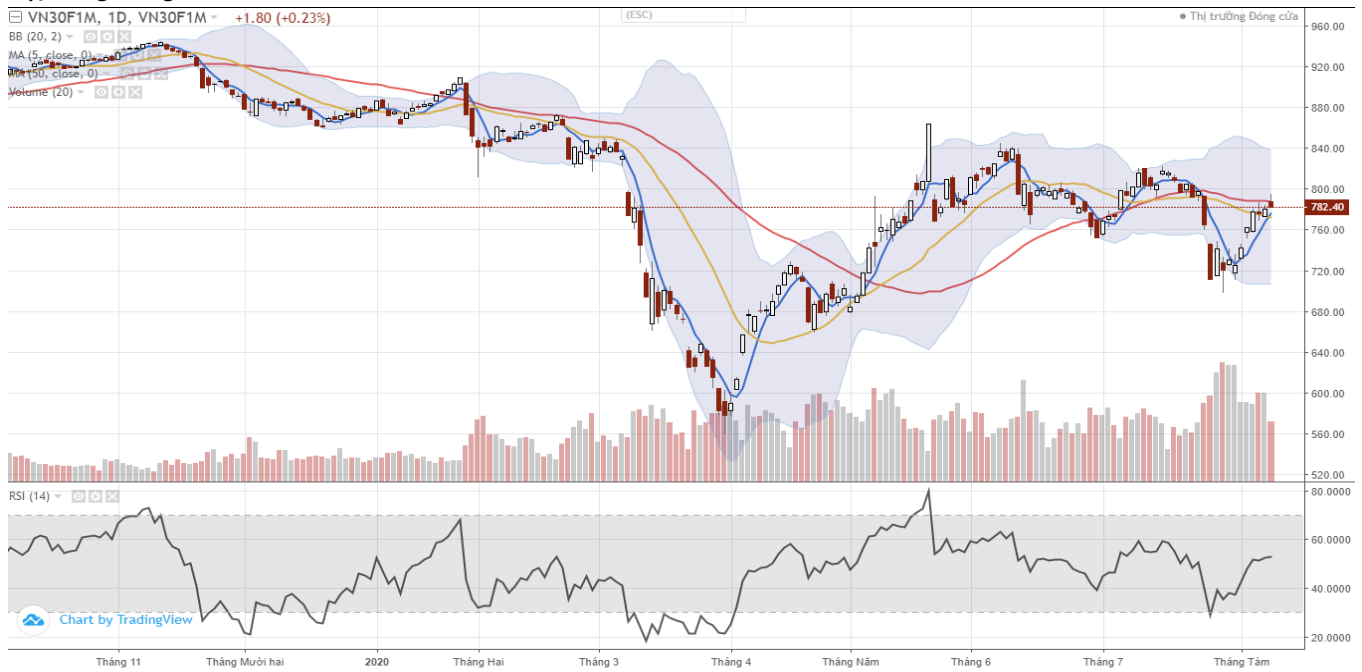 VN30F1M, 1D, VN30F1M +1.80 (+0.23%)
(ESC)
Thị trường Đóng cửa
BB (20, 2)
MA (5, close, 0)
MA (50, close, 0)
Volume (20)
960.00
920.00
880.00
840.00
800.00
782.40
760.00
720.00
680.00
640.00
600.00
560.00
520.00
RSI (14)
80.0000
60.0000
40.0000
20.0000
Chart by TradingView
Tháng 11 Tháng Mười hai 2020 Tháng Hai Tháng 3 Tháng 4 Tháng Năm Tháng 6 Tháng 7 Tháng Tám